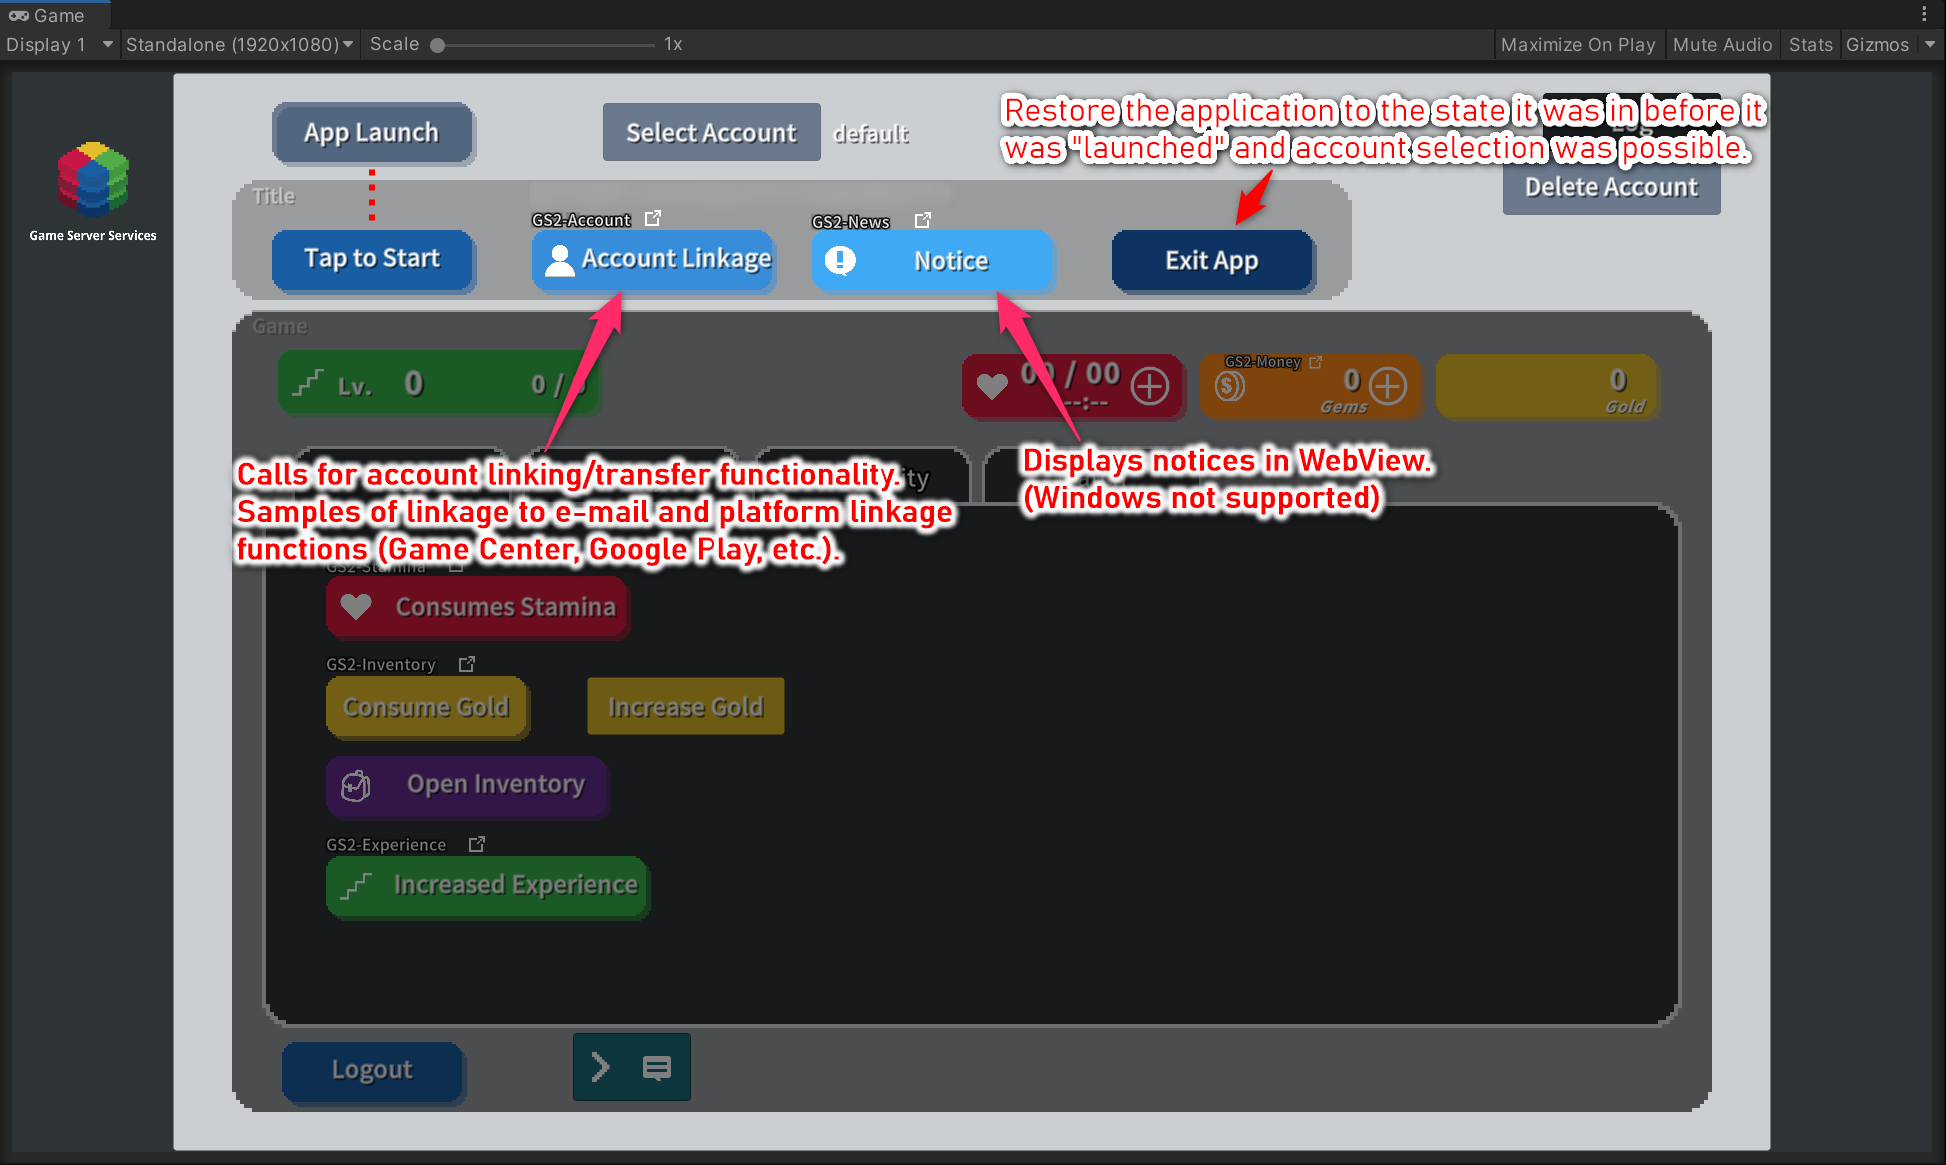 Game
Display 1
Standalone (1920x1080)
Scale
1x
Maximize On Play
Mute Audio
Stats
Gizmos
Game Server Services
App Launch
Select Account
default
Restore the application to the state it was in before it
was "launched" and account selection was possible.
Delete Account
Title
GS2-Account
GS2-News
Tap to Start
Account Linkage
Notice
Exit App
Game
Lv.
0
0 /
00 / 00
--:--
GS2-Money
0
Gems
0
Gold
Calls for account linking/transfer functionality.
Samples of linkage to e-mail and platform linkage
functions (Game Center, Google Play, etc.).
Displays notices in WebView.
(Windows not supported)
GS2-Stamina
Consumes Stamina
GS2-Inventory
Consume Gold
Increase Gold
Open Inventory
GS2-Experience
Increased Experience
Logout